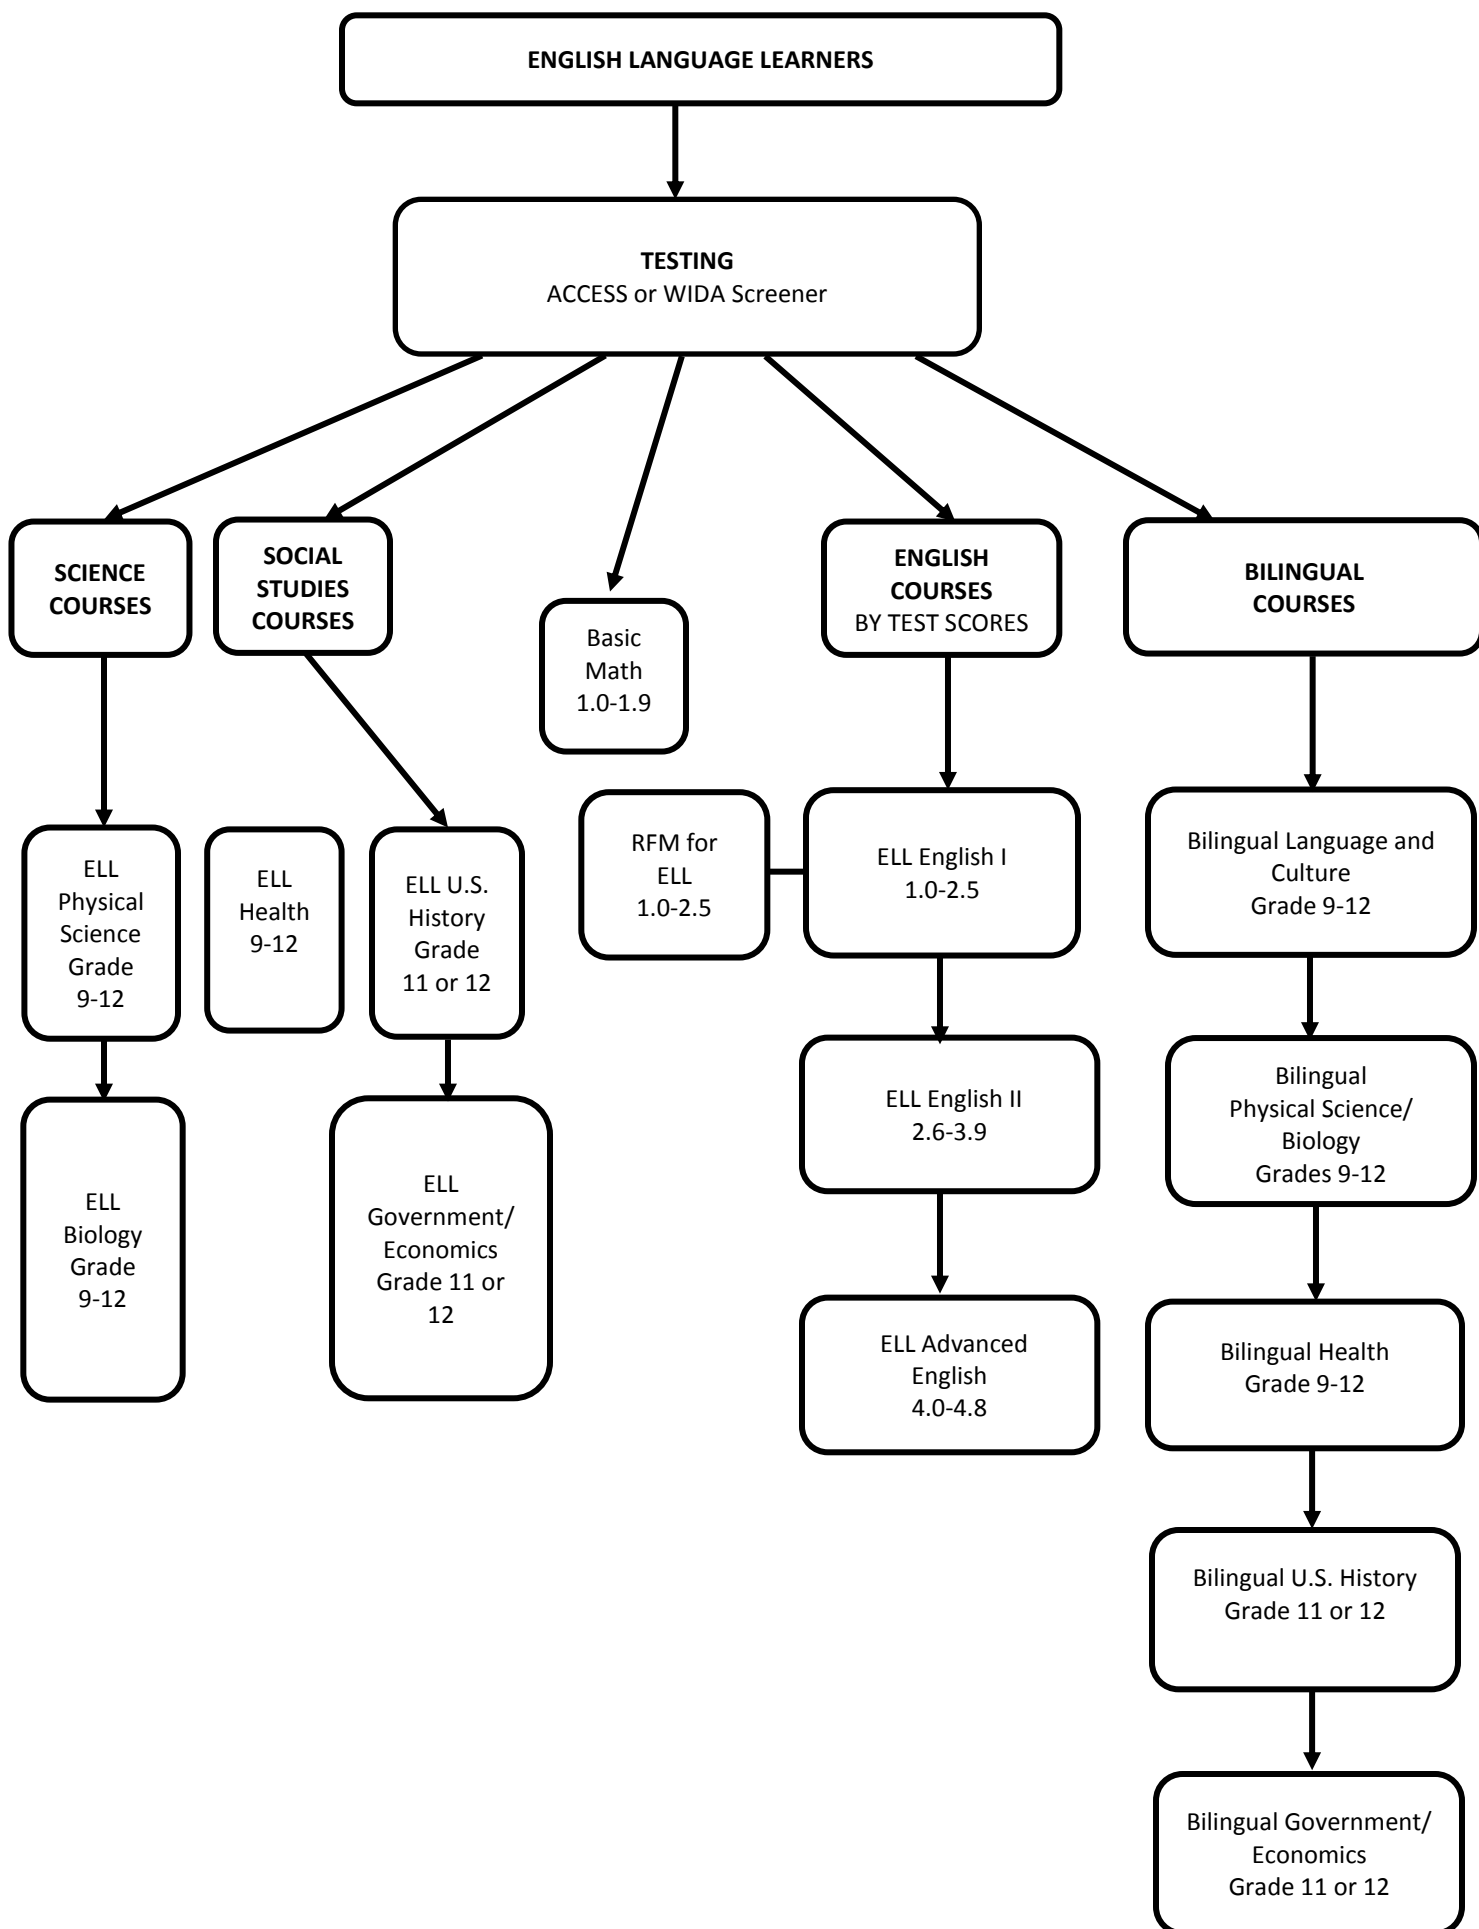 ENGLISH LANGUAGE LEARNERS
TESTING
ACCESS or WIDA Screener
SCIENCE
COURSES
SOCIAL
STUDIES
COURSES
Basic
Math
1.0-1.9
ENGLISH
COURSES
BY TEST SCORES
BILINGUAL
COURSES
ELL
Physical
Science
Grade
9-12
ELL
Health
9-12
ELL U.S.
History
Grade
11 or 12
RFM for
ELL
1.0-2.5
ELL English I
1.0-2.5
Bilingual Language and
Culture
Grade 9-12
ELL
Biology
Grade
9-12
ELL
Government/
Economics
Grade 11 or
12
ELL English II
2.6-3.9
Bilingual
Physical Science/
Biology
Grades 9-12
ELL Advanced
English
4.0-4.8
Bilingual Health
Grade 9-12
Bilingual U.S. History
Grade 11 or 12
Bilingual Government/
Economics
Grade 11 or 12